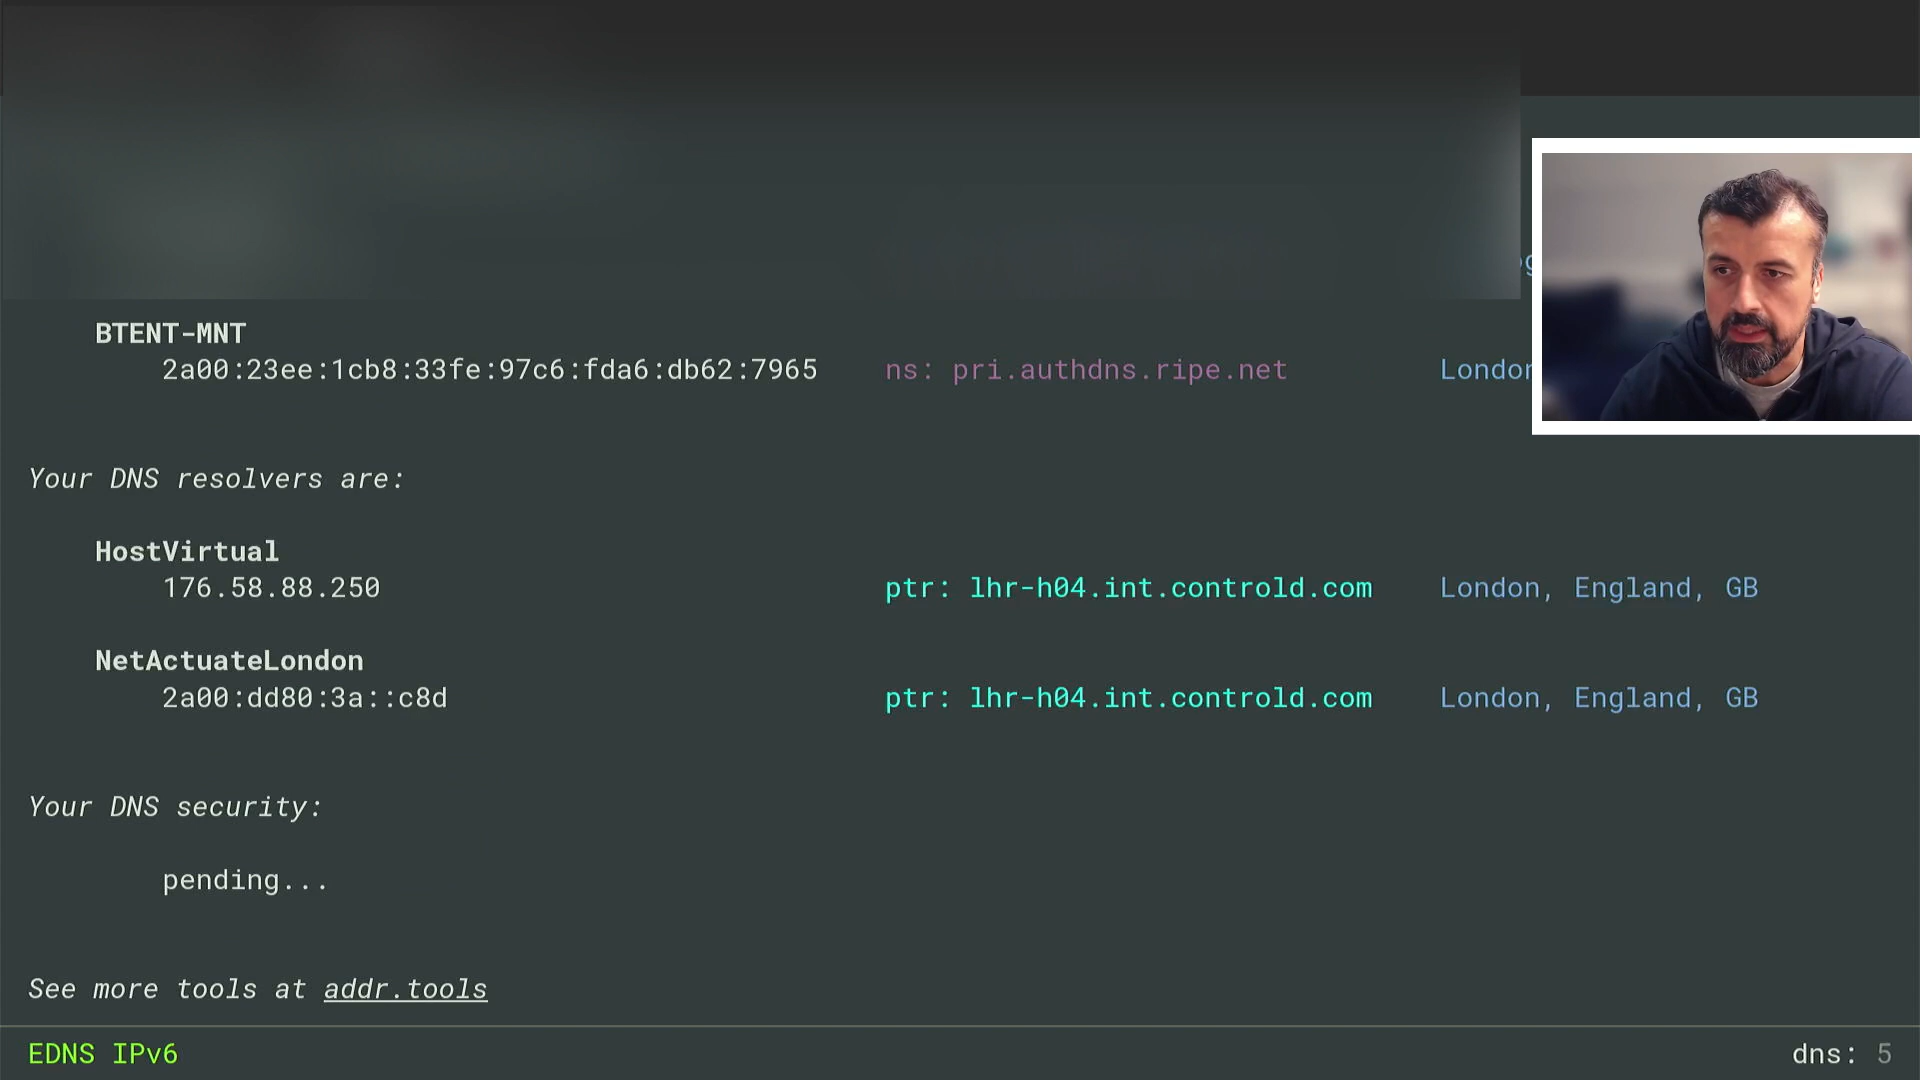 BTENT-MNT
2a00:23ee:1cb8:33fe:97c6:fda6:db62:7965 ns: pri.authdns.ripe.net London
Your DNS resolvers are:
HostVirtual
176.58.88.250 ptr: lhr-h04.int.controld.com London, England, GB
NetActuateLondon
2a00:dd80:3a::c8d ptr: lhr-h04.int.controld.com London, England, GB
Your DNS security:
pending...
See more tools at addr.tools
EDNS IPv6 dns: 5